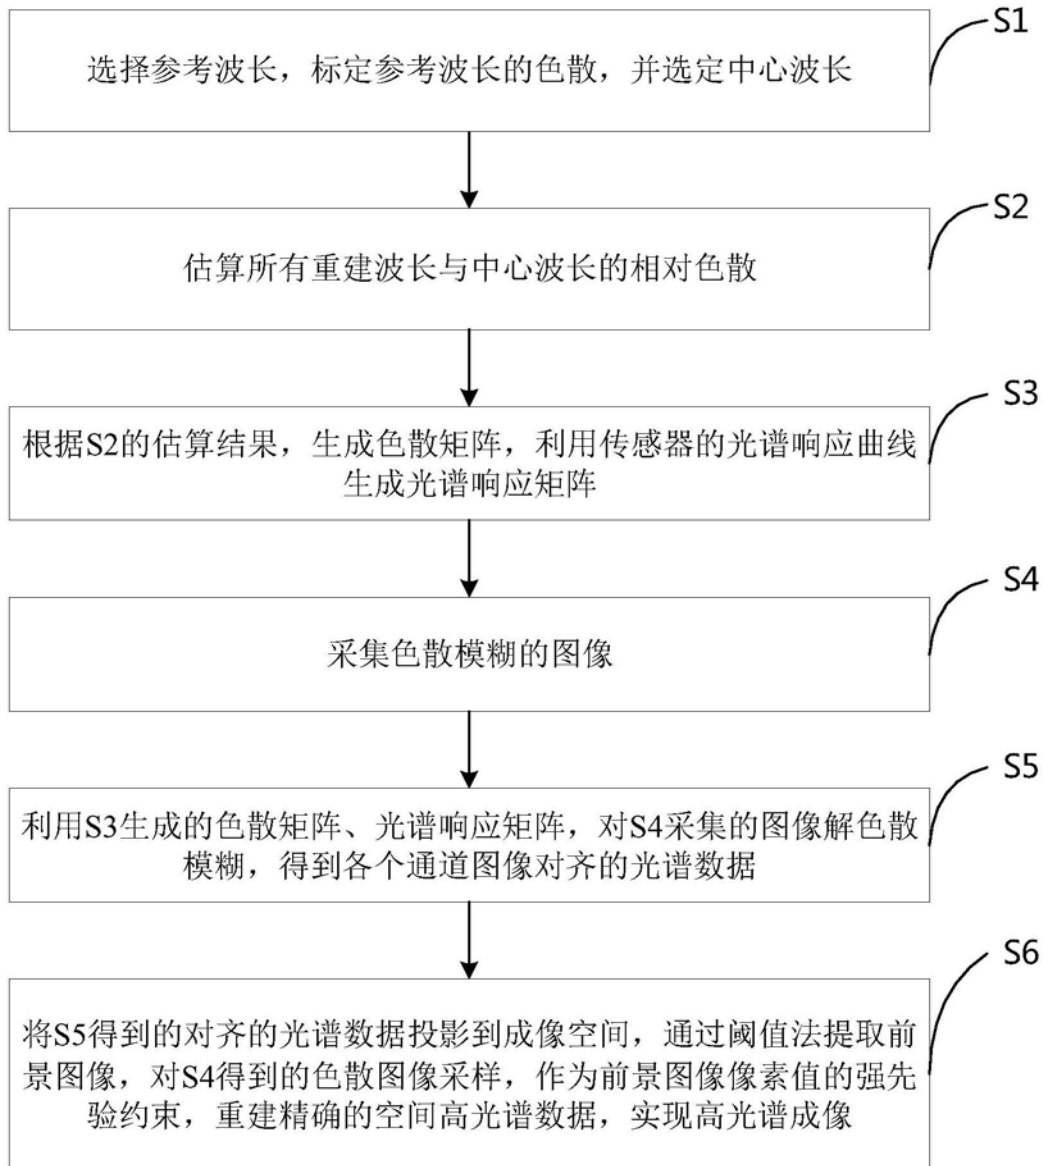 S1
选择参考波长，标定参考波长的色散，并选定中心波长
S2
估算所有重建波长与中心波长的相对色散
S3
根据S2的估算结果，生成色散矩阵，利用传感器的光谱响应曲线
生成光谱响应矩阵
S4
采集色散模糊的图像
S5
利用S3生成的色散矩阵、光谱响应矩阵，对S4采集的图像解色散
模糊，得到各个通道图像对齐的光谱数据
S6
将S5得到的对齐的光谱数据投影到成像空间，通过阈值法提取前
景图像，对S4得到的色散图像采样，作为前景图像像素值的强先
验约束，重建精确的空间高光谱数据，实现高光谱成像